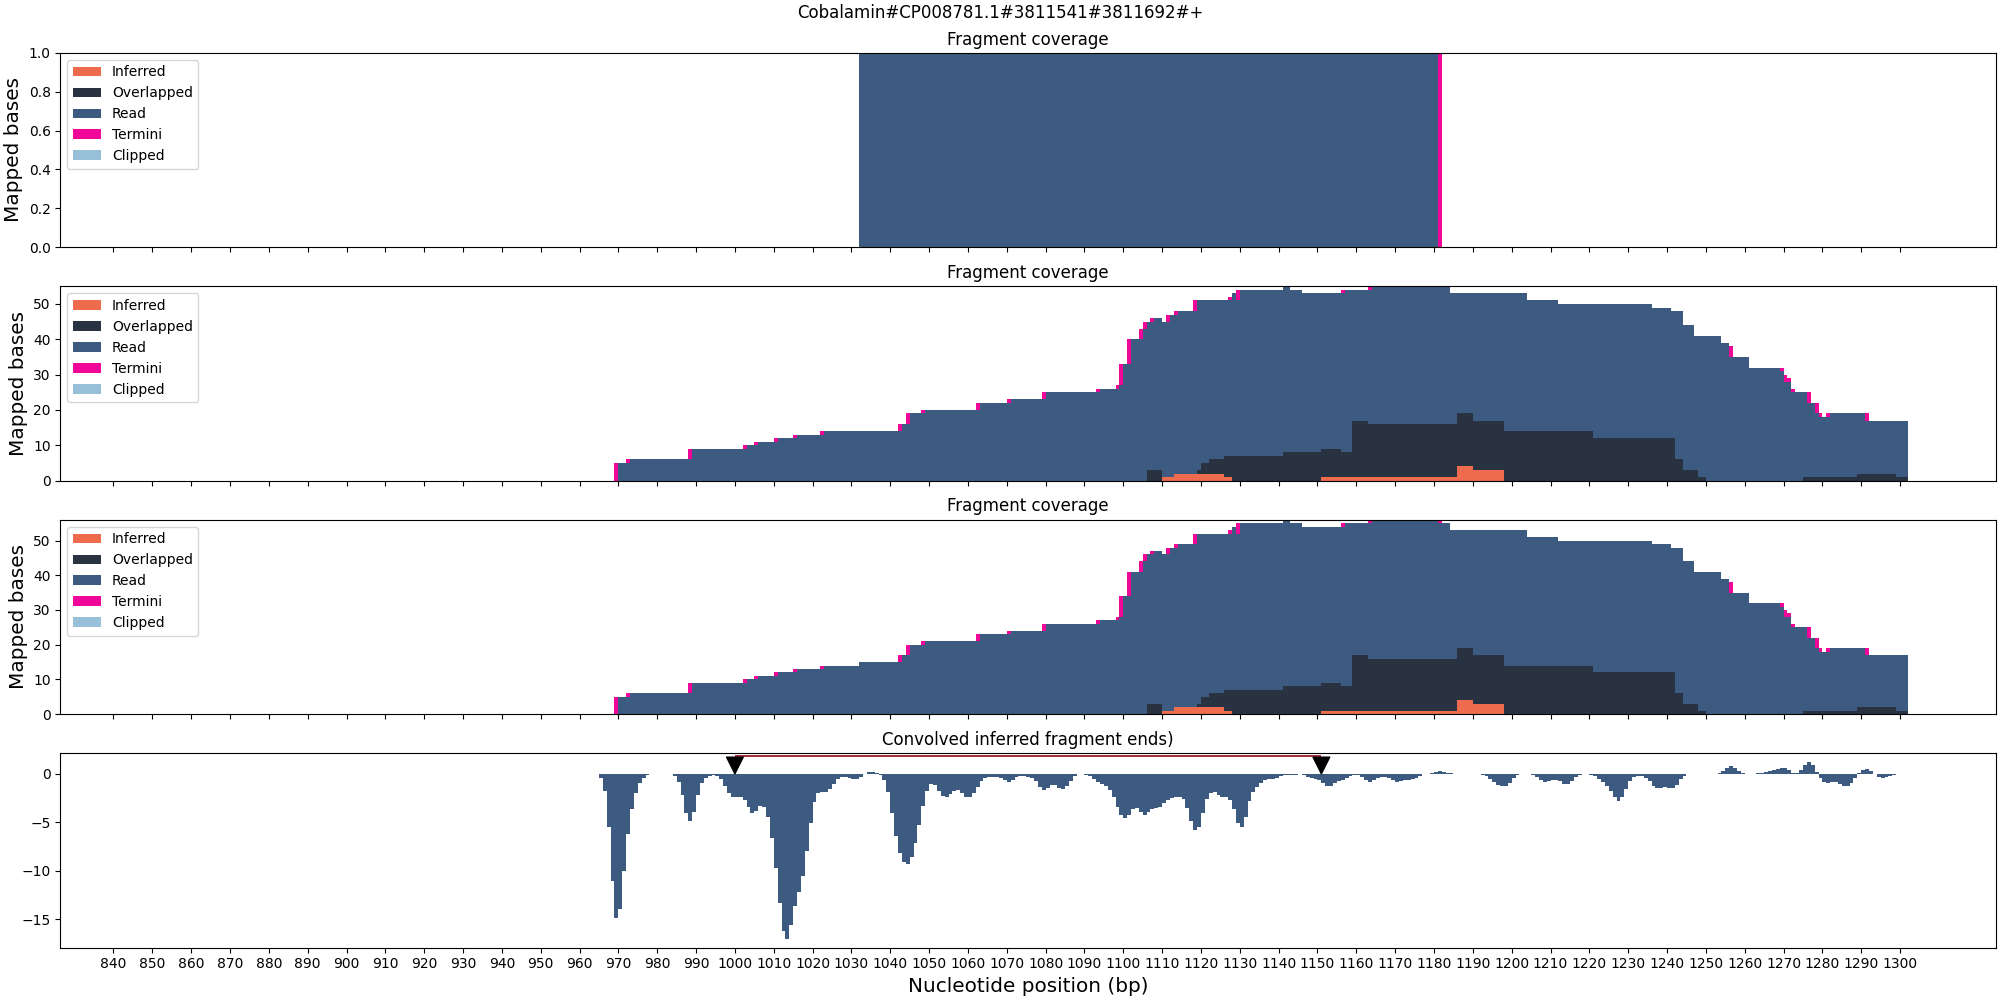 Cobalamin#CP008781.1#3811541#3811692#+
Fragment coverage
Mapped bases
1.0
0.8
0.6
0.4
0.2
0.0
Inferred
Overlapped
Read
Termini
Clipped
Fragment coverage
Mapped bases
50
40
30
20
10
0
Inferred
Overlapped
Read
Termini
Clipped
Fragment coverage
Mapped bases
50
40
30
20
10
0
Inferred
Overlapped
Read
Termini
Clipped
Convolved inferred fragment ends)
0
−5
−10
−15
840 850 860 870 880 890 900 910 920 930 940 950 960 970 980 990 1000 1010 1020 1030 1040 1050 1060 1070 1080 1090 1100 1110 1120 1130 1140 1150 1160 1170 1180 1190 1200 1210 1220 1230 1240 1250 1260 1270 1280 1290 1300
Nucleotide position (bp)